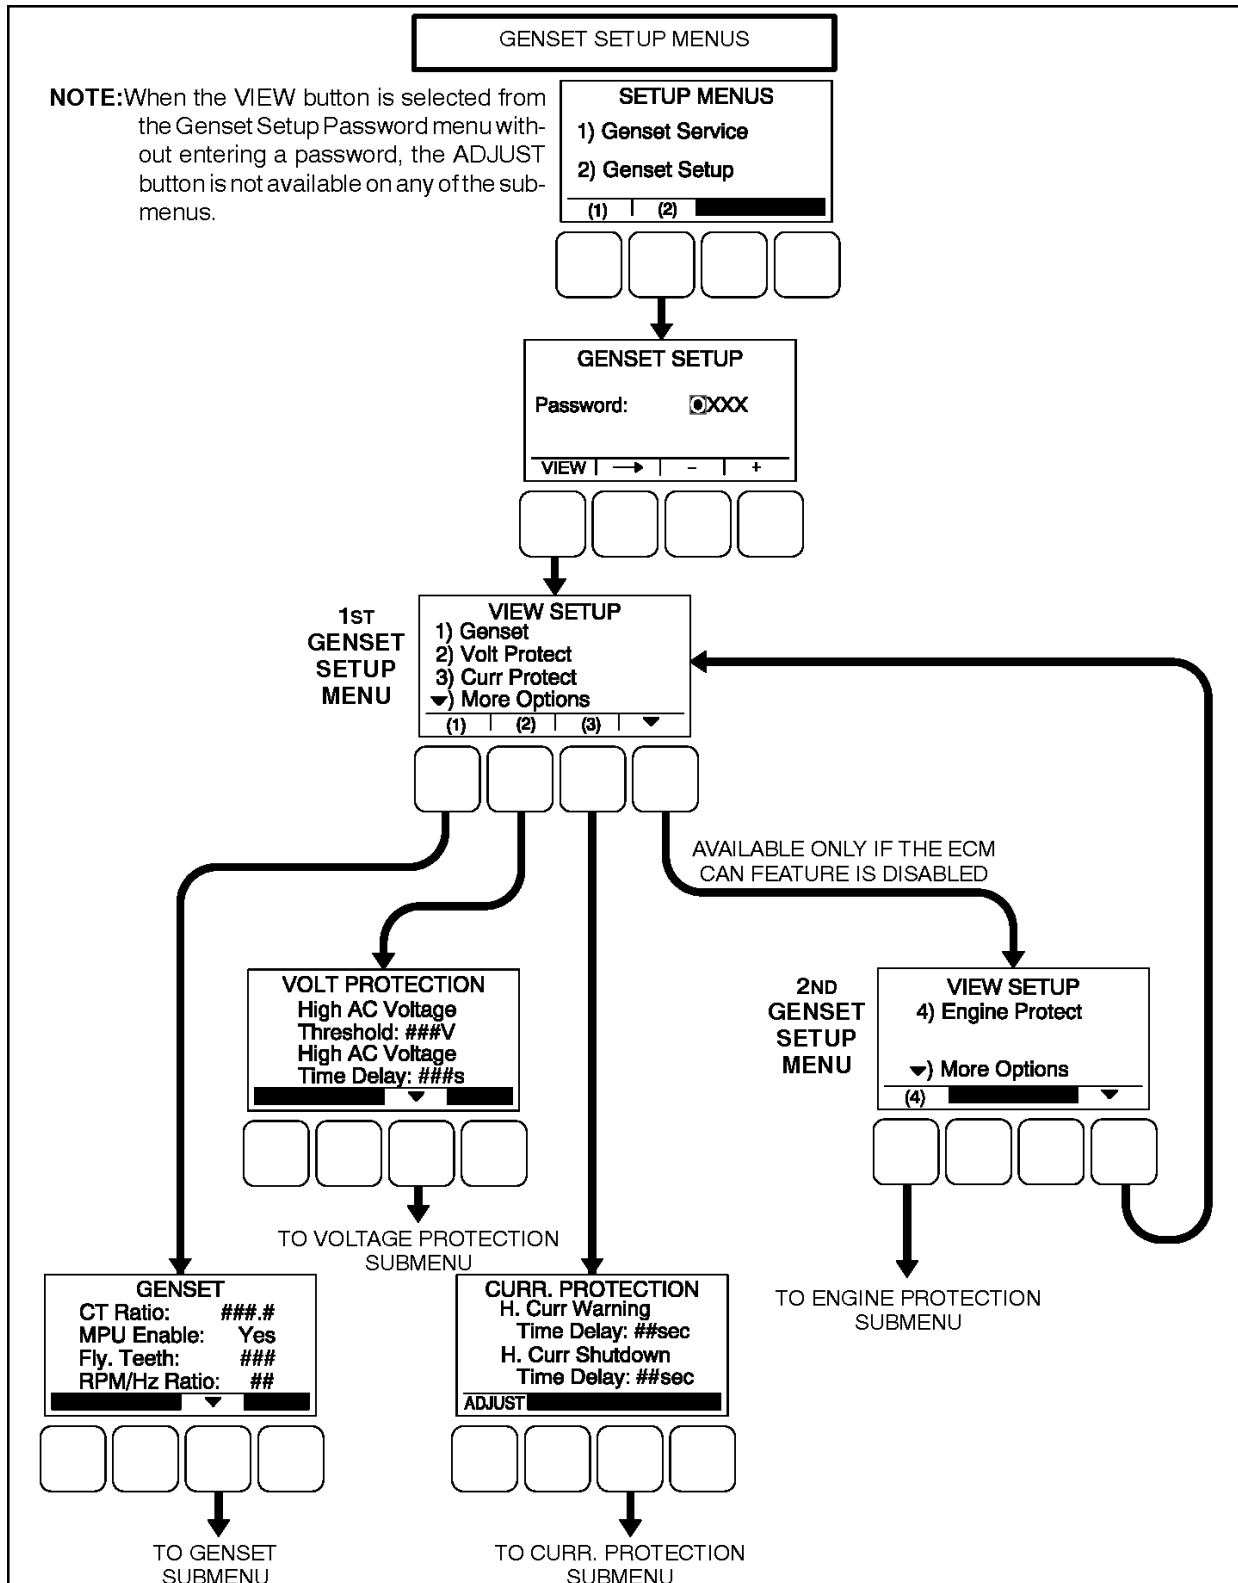 GENSET SETUP MENUS
NOTE:When the VIEW button is selected from
the Genset Setup Password menu with-
out entering a password, the ADJUST
button is not available on any of the sub-
menus.
SETUP MENUS
1) Genset Service
2) Genset Setup
(1) (2)
GENSET SETUP
Password: 0XXX
VIEW → - +
1ST
GENSET
SETUP
MENU
VIEW SETUP
1) Genset
2) Volt Protect
3) Curr Protect
▼) More Options
(1) (2) (3) ▼
AVAILABLE ONLY IF THE ECM
CAN FEATURE IS DISABLED
VOLT PROTECTION
High AC Voltage
Threshold: ###V
High AC Voltage
Time Delay: ###s
▼
TO VOLTAGE PROTECTION
SUBMENU
2ND
GENSET
SETUP
MENU
VIEW SETUP
4) Engine Protect
▼) More Options
(4) ▼
TO ENGINE PROTECTION
SUBMENU
GENSET
CT Ratio: ###.#
MPU Enable: Yes
Fly. Teeth: ###
RPM/Hz Ratio: ##
▼
TO GENSET
SUBMENU
CURR. PROTECTION
H. Curr Warning
Time Delay: ##sec
H. Curr Shutdown
Time Delay: ##sec
ADJUST
TO CURR. PROTECTION
SUBMENU